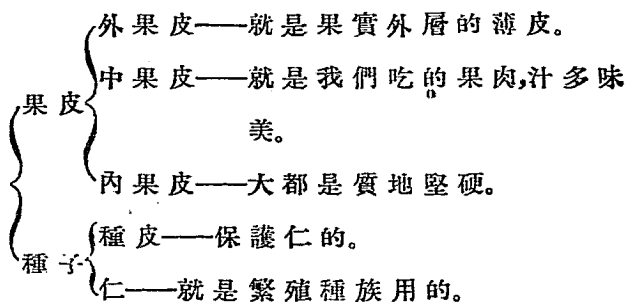 外果皮——就是果實外層的薄皮。
中果皮——就是我們吃的果肉,汁多味
果皮
美。
內果皮——大都是質地堅硬。
種皮——保護仁的。
種子
仁——就是繁殖種族用的。